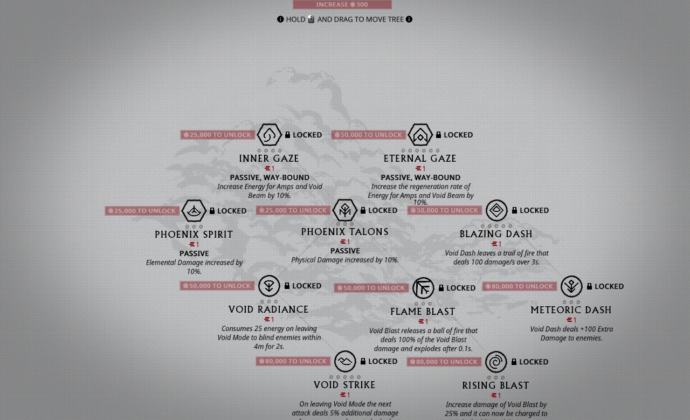 INCREASE 500
HOLD AND DRAG TO MOVE TREE
25,000 TO UNLOCK LOCKED
50,000 TO UNLOCK LOCKED
INNER GAZE
1
PASSIVE, WAY-BOUND
Increase Energy for Amps and Void
Beam by 10%.
ETERNAL GAZE
1
PASSIVE, WAY-BOUND
Increase the regeneration rate of
Energy for Amps and Void Beam by
10%.
25,000 TO UNLOCK LOCKED
25,000 TO UNLOCK LOCKED
50,000 TO UNLOCK LOCKED
PHOENIX SPIRIT
1
PASSIVE
Elemental Damage increased by
10%.
PHOENIX TALONS
1
PASSIVE
Physical Damage increased by 10%.
BLAZING DASH
1
Void Dash leaves a trail of fire that
deals 100 damage/s over 3s.
50,000 TO UNLOCK LOCKED
50,000 TO UNLOCK LOCKED
80,000 TO UNLOCK LOCKED
VOID RADIANCE
1
Consumes 25 energy on leaving
Void Mode to blind enemies within
4m for 2s.
FLAME BLAST
1
Void Blast releases a ball of fire that
deals 100% of the Void Blast
damage and explodes after 0.1s.
METEORIC DASH
1
Void Dash deals +100 Extra
Damage to enemies.
80,000 TO UNLOCK LOCKED
80,000 TO UNLOCK LOCKED
VOID STRIKE
1
On leaving Void Mode the next
attack deals 5% additional damage
RISING BLAST
1
Increase damage of Void Blast by
25% and it can now be charged to